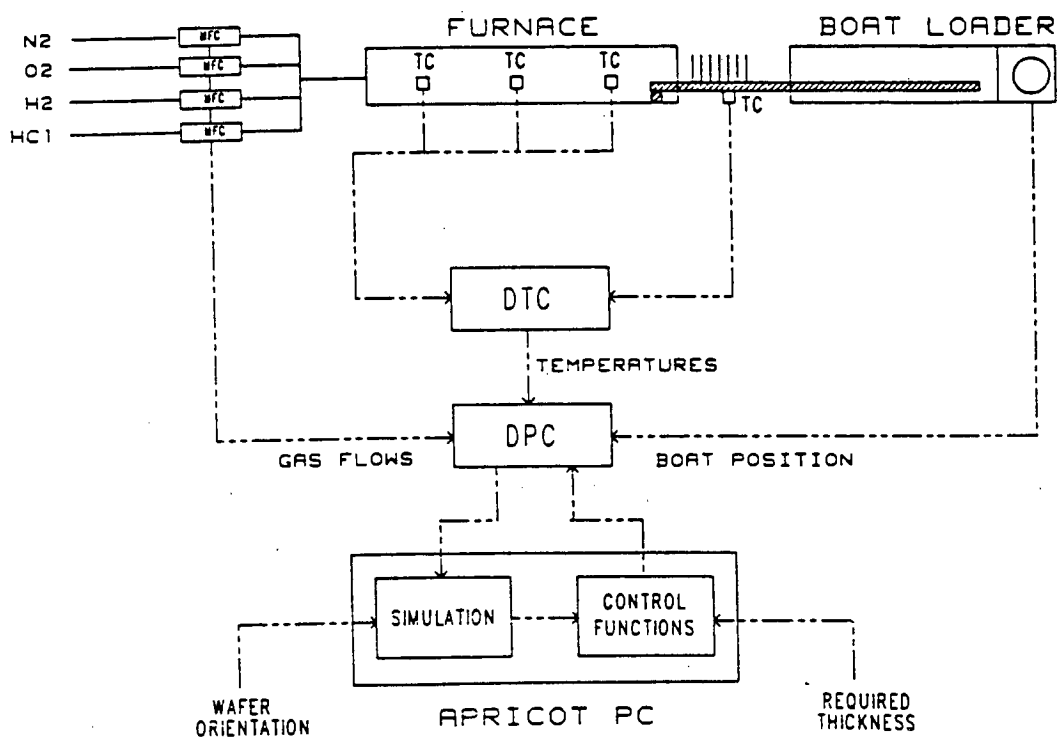 FURNACE
BOAT LOADER
N2
MFC
O2
MFC
H2
MFC
HCl
MFC
TC
TC
TC
TC
DTC
TEMPERATURES
DPC
GAS FLOWS
BOAT POSITION
SIMULATION
CONTROL
FUNCTIONS
WAFER
ORIENTATION
APRICOT PC
REQUIRED
THICKNESS